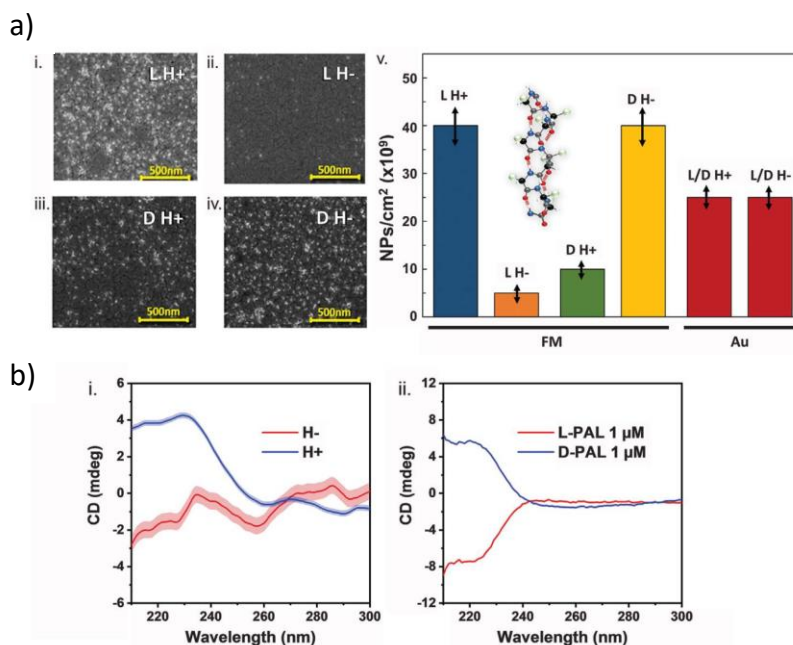 a)
i.
L H+
500nm
ii.
L H-
500nm
iii.
D H+
500nm
iv.
D H-
500nm
v.
NPs/cm² (x10⁹)
50
40
30
20
10
0
L H+
L H-
D H+
D H-
L/D H+
L/D H-
FM
Au
b)
i.
CD (mdeg)
6
4
2
0
-2
-4
-6
H-
H+
220
240
260
280
300
Wavelength (nm)
ii.
CD (mdeg)
12
8
4
0
-4
-8
-12
L-PAL 1 µM
D-PAL 1 µM
220
240
260
280
300
Wavelength (nm)